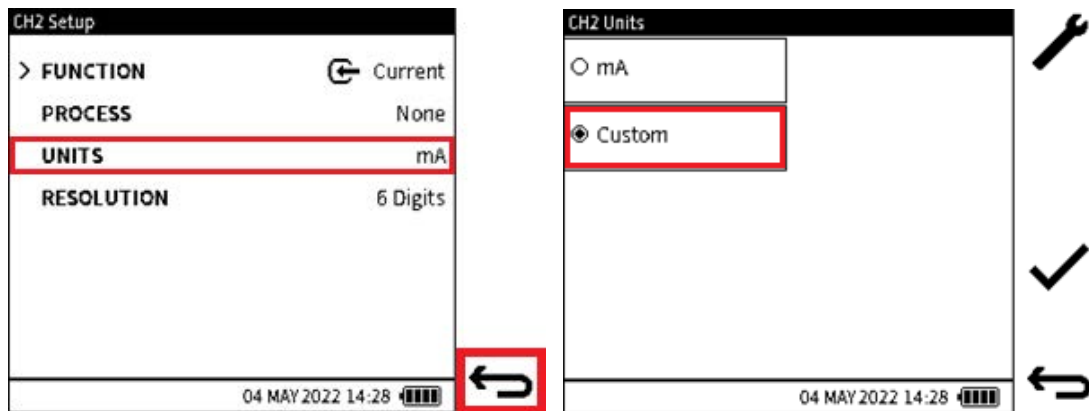 CH2 Setup
FUNCTION Current
PROCESS None
UNITS mA
RESOLUTION 6 Digits
04 MAY 2022 14:28
CH2 Units
mA
Custom
04 MAY 2022 14:28